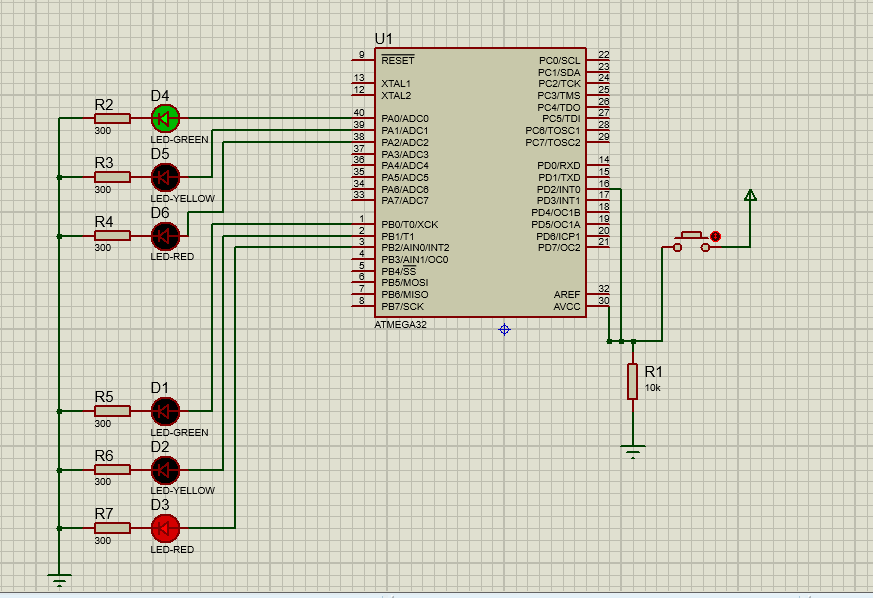 U1
9 RESET
13 XTAL1
12 XTAL2
40 PA0/ADC0
39 PA1/ADC1
38 PA2/ADC2
37 PA3/ADC3
36 PA4/ADC4
35 PA5/ADC5
34 PA6/ADC6
33 PA7/ADC7
1 PB0/T0/XCK
2 PB1/T1
3 PB2/AIN0/INT2
4 PB3/AIN1/OC0
5 PB4/SS
6 PB5/MOSI
7 PB6/MISO
8 PB7/SCK
PC0/SCL 22
PC1/SDA 23
PC2/TCK 24
PC3/TMS 25
PC4/TDO 26
PC5/TDI 27
PC6/TOSC1 28
PC7/TOSC2 29
PD0/RXD 14
PD1/TXD 15
PD2/INT0 16
PD3/INT1 17
PD4/OC1B 18
PD5/OC1A 19
PD6/ICP1 20
PD7/OC2 21
AREF 32
AVCC 30
ATMEGA32
R2
300
D4
LED-GREEN
R3
300
D5
LED-YELLOW
R4
300
D6
LED-RED
R5
300
D1
LED-GREEN
R6
300
D2
LED-YELLOW
R7
300
D3
LED-RED
R1
10k